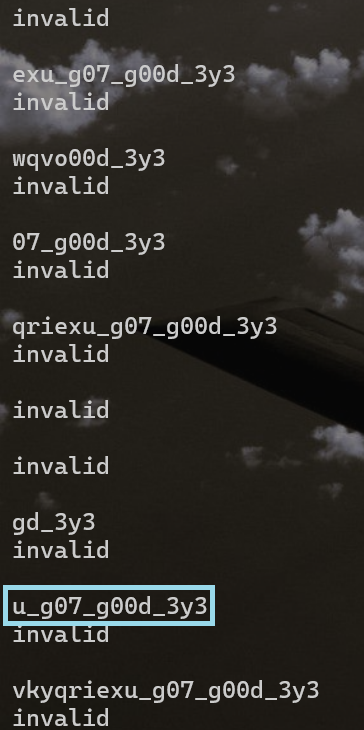 invalid
exu_g07_g00d_3y3
invalid
wqvo00d_3y3
invalid
07_g00d_3y3
invalid
qriexu_g07_g00d_3y3
invalid
invalid
invalid
gd_3y3
invalid
u_g07_g00d_3y3
invalid
vkyqriexu_g07_g00d_3y3
invalid